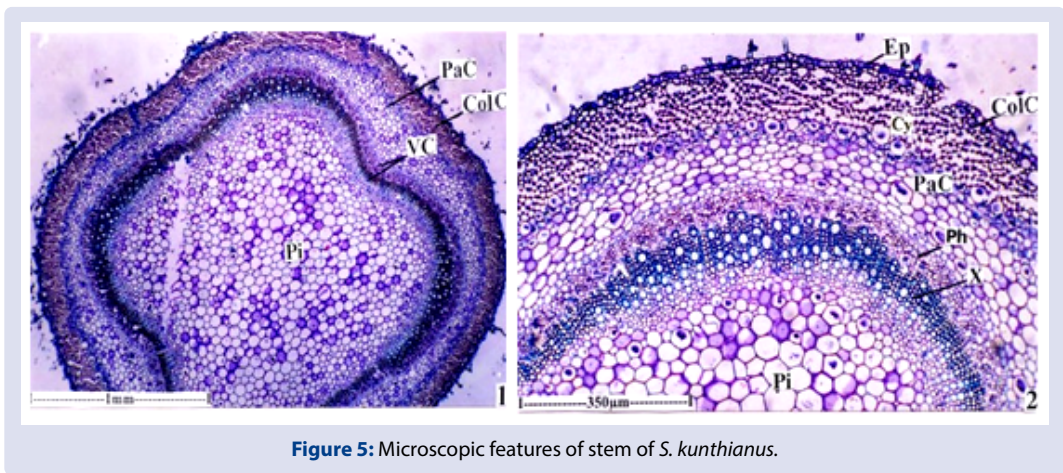 PaC
ColC
VC
Pi
1mm
1
Ep
ColC
Cy
PaC
Ph
X
Pi
350μm
2
Figure 5: Microscopic features of stem of S. kunthianus.